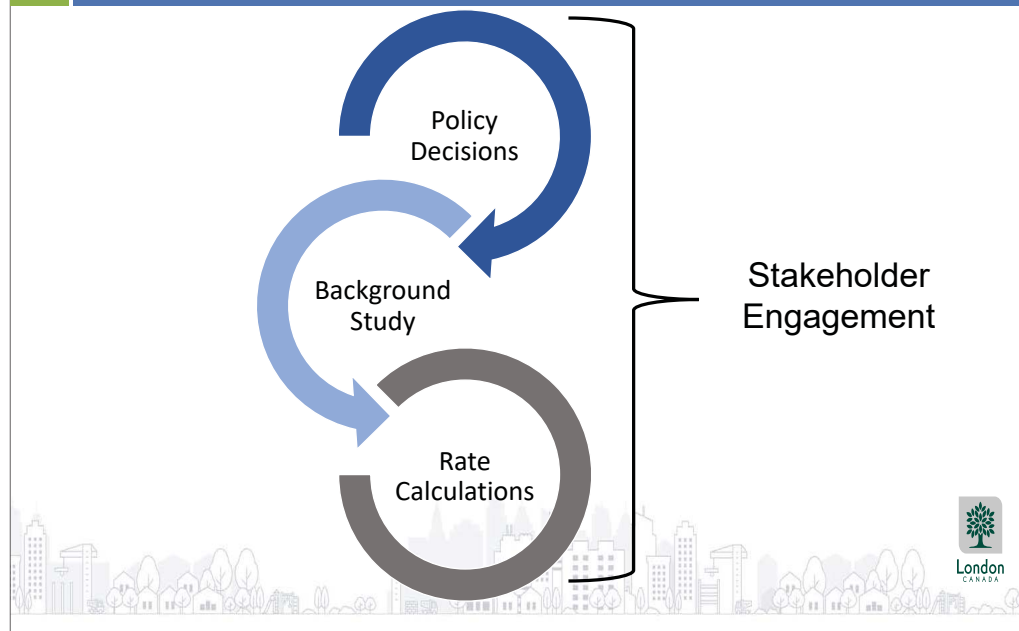 Policy
Decisions
Background
Study
Rate
Calculations
Stakeholder
Engagement
London
CANADA